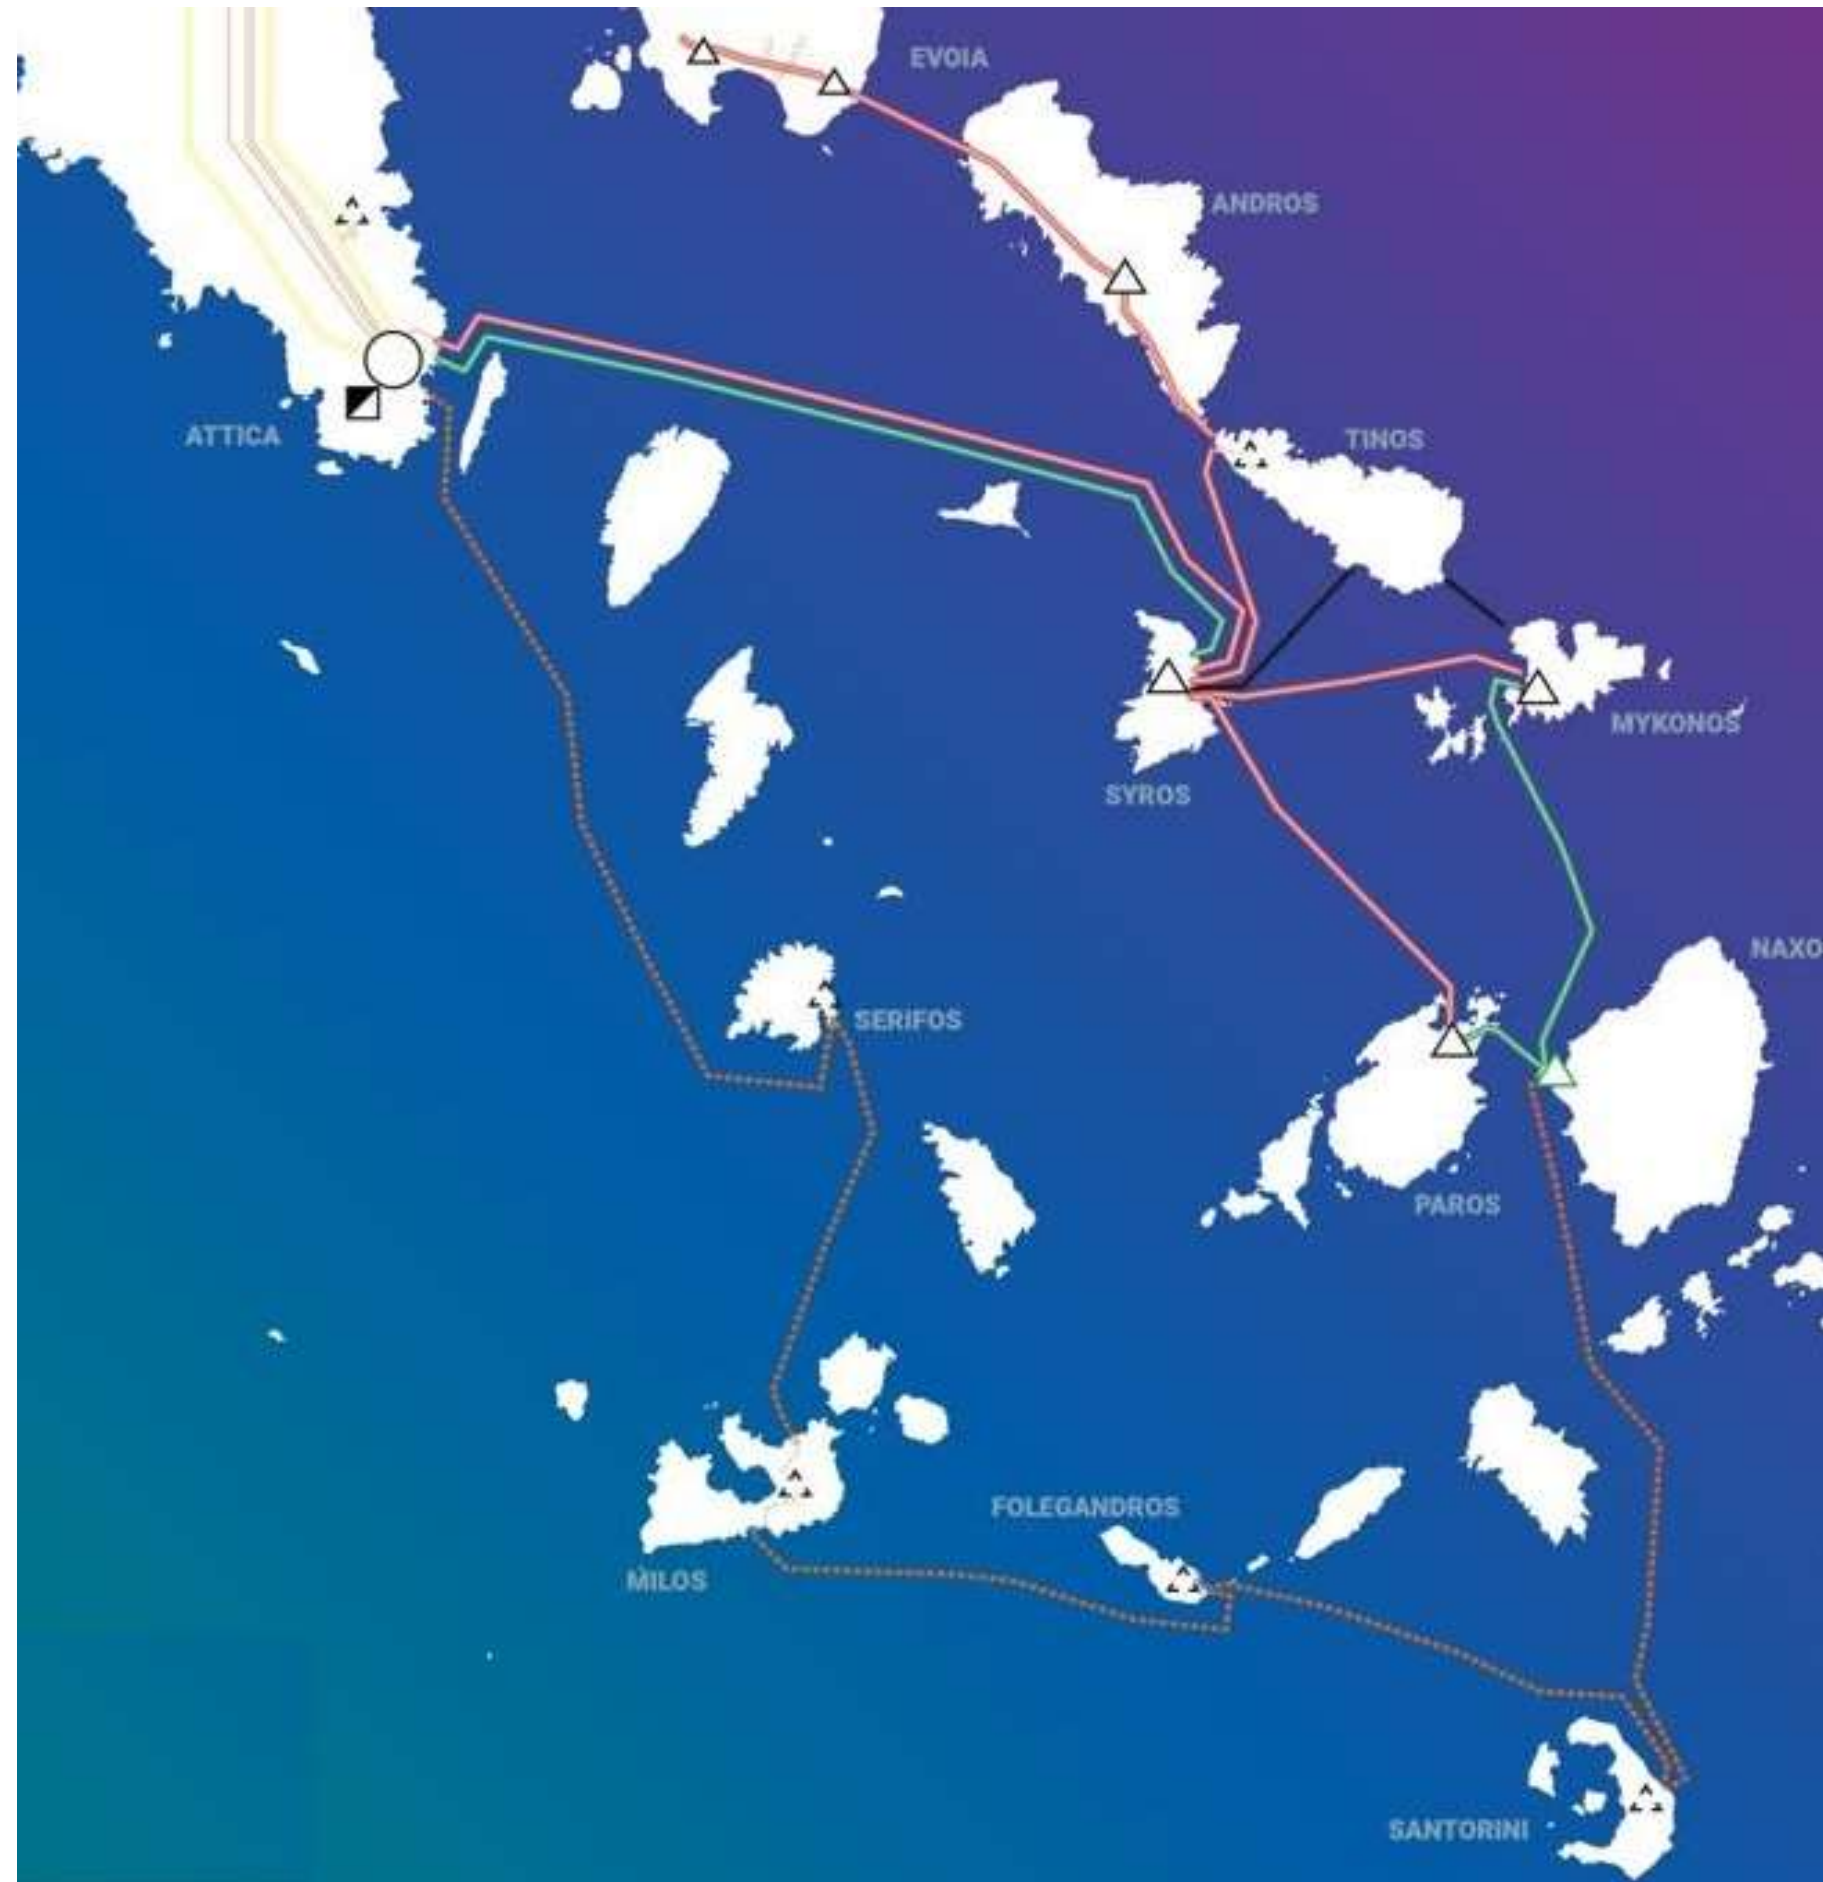 EVOIA
ANDROS
ATTICA
TINOS
MYKONOS
SYROS
NAXO
SERIFOS
PAROS
FOLEGANDROS
MILOS
SANTORINI